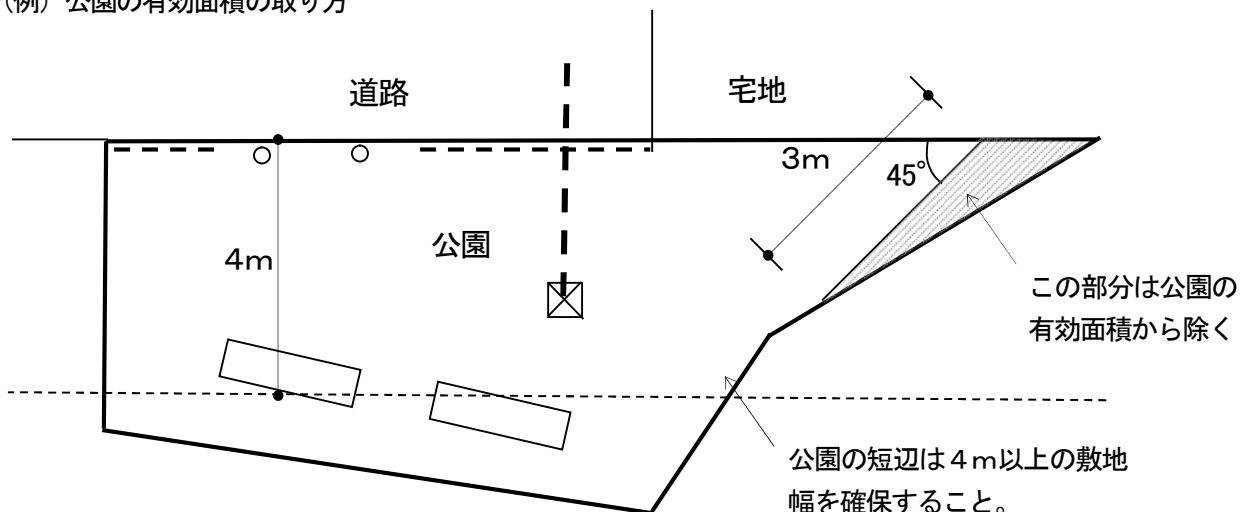 （例）公園の有効面積の取り方
道路
宅地
3m
45°
公園
4m
この部分は公園の
有効面積から除く
公園の短辺は４ｍ以上の敷地
幅を確保すること。